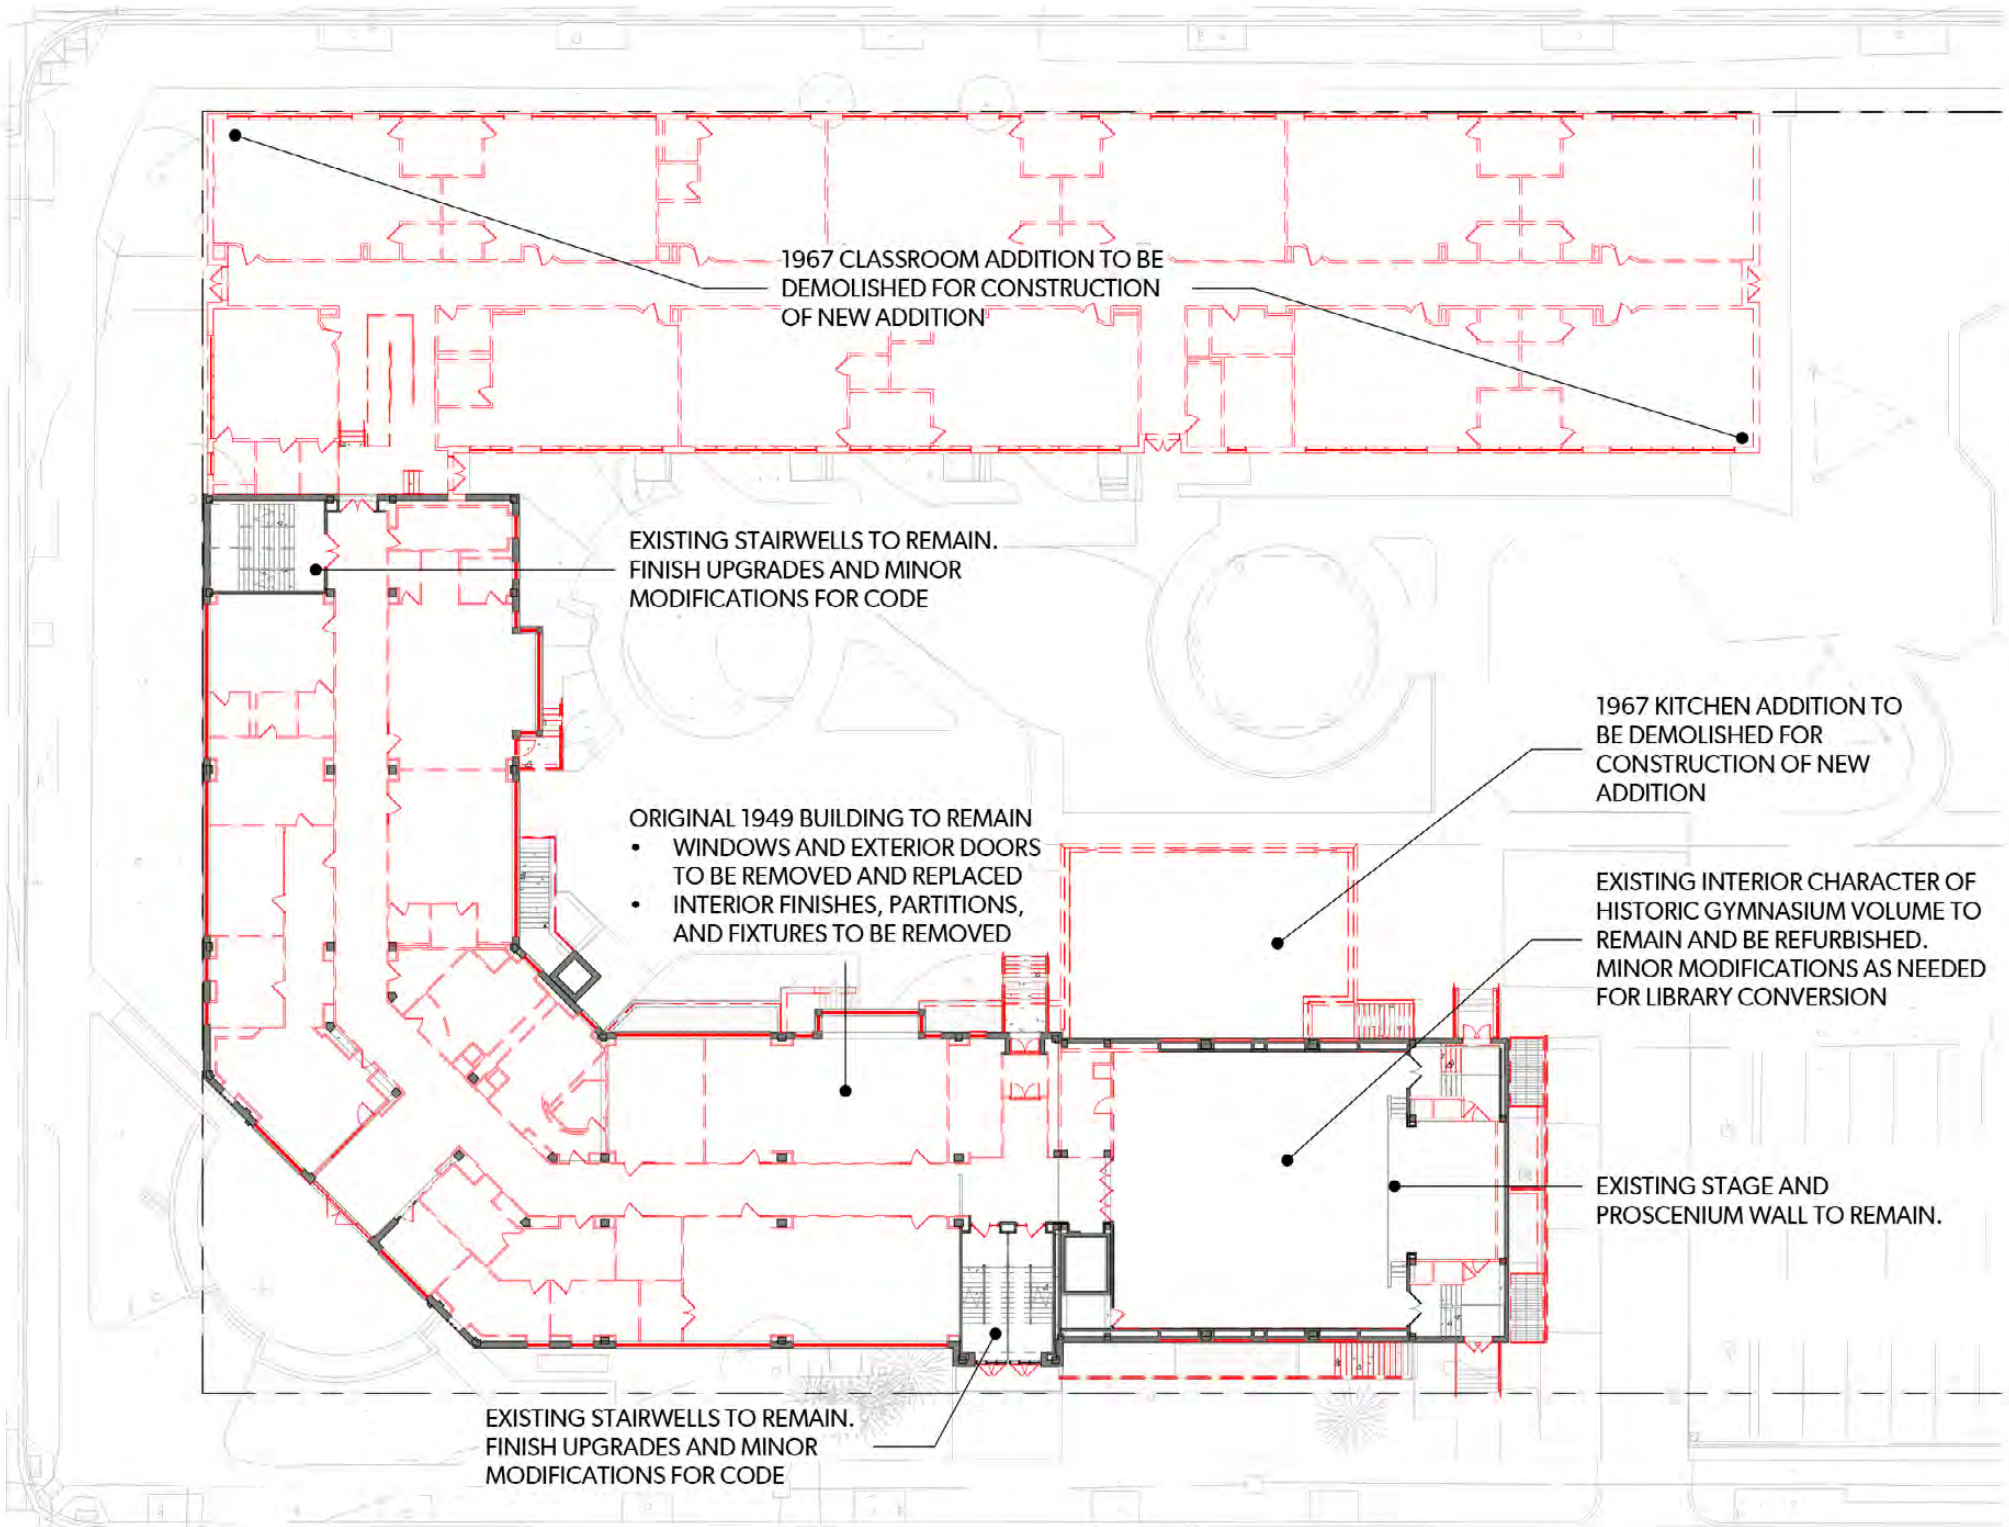 1967 CLASSROOM ADDITION TO BE
DEMOLISHED FOR CONSTRUCTION
OF NEW ADDITION
EXISTING STAIRWELLS TO REMAIN.
FINISH UPGRADES AND MINOR
MODIFICATIONS FOR CODE
1967 KITCHEN ADDITION TO
BE DEMOLISHED FOR
CONSTRUCTION OF NEW
ADDITION
ORIGINAL 1949 BUILDING TO REMAIN
• WINDOWS AND EXTERIOR DOORS
TO BE REMOVED AND REPLACED
• INTERIOR FINISHES, PARTITIONS,
AND FIXTURES TO BE REMOVED
EXISTING INTERIOR CHARACTER OF
HISTORIC GYMNASIUM VOLUME TO
REMAIN AND BE REFURBISHED.
MINOR MODIFICATIONS AS NEEDED
FOR LIBRARY CONVERSION
EXISTING STAGE AND
PROSCENIUM WALL TO REMAIN.
EXISTING STAIRWELLS TO REMAIN.
FINISH UPGRADES AND MINOR
MODIFICATIONS FOR CODE